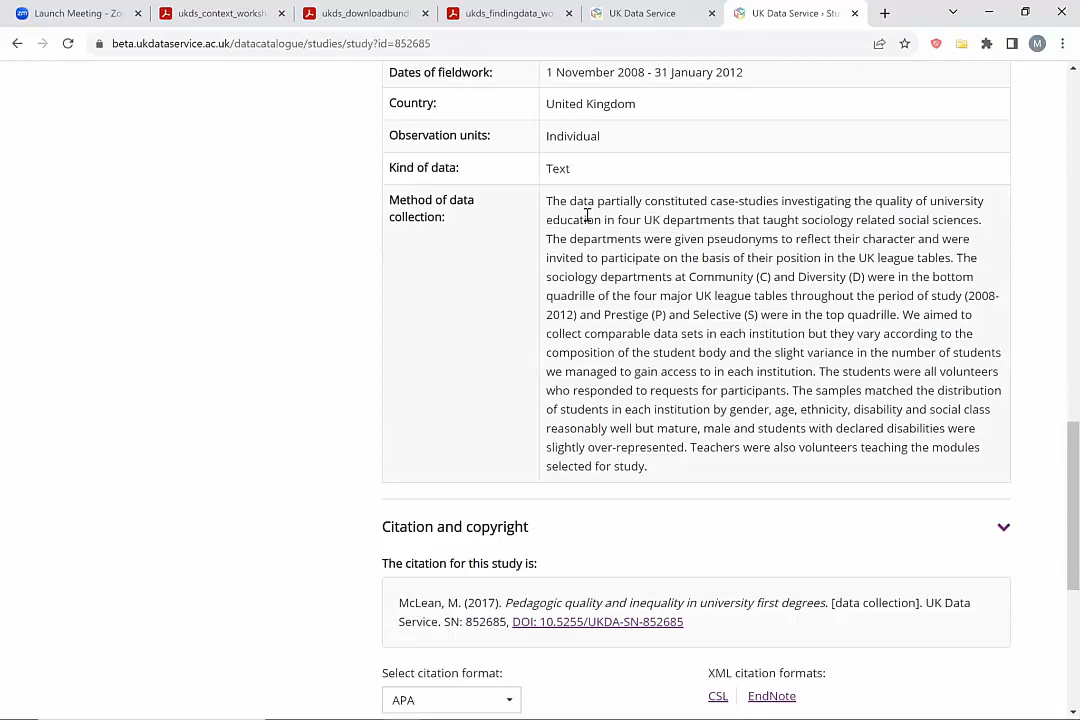 Launch Meeting - Zo
ukds_context_worksh
ukds_downloadbund
ukds_findingdata_wo
UK Data Service
UK Data Service › Stu
beta.ukdataservice.ac.uk/datacatalogue/studies/study?id=852685
M
Dates of fieldwork:
1 November 2008 - 31 January 2012
Country:
United Kingdom
Observation units:
Individual
Kind of data:
Text
Method of data
collection:
The data partially constituted case-studies investigating the quality of university
education in four UK departments that taught sociology related social sciences.
The departments were given pseudonyms to reflect their character and were
invited to participate on the basis of their position in the UK league tables. The
sociology departments at Community (C) and Diversity (D) were in the bottom
quadrille of the four major UK league tables throughout the period of study (2008-
2012) and Prestige (P) and Selective (S) were in the top quadrille. We aimed to
collect comparable data sets in each institution but they vary according to the
composition of the student body and the slight variance in the number of students
we managed to gain access to in each institution. The students were all volunteers
who responded to requests for participants. The samples matched the distribution
of students in each institution by gender, age, ethnicity, disability and social class
reasonably well but mature, male and students with declared disabilities were
slightly over-represented. Teachers were also volunteers teaching the modules
selected for study.
Citation and copyright
The citation for this study is:
McLean, M. (2017). Pedagogic quality and inequality in university first degrees. [data collection]. UK Data
Service. SN: 852685, DOI: 10.5255/UKDA-SN-852685
Select citation format:
APA
XML citation formats:
CSL
EndNote